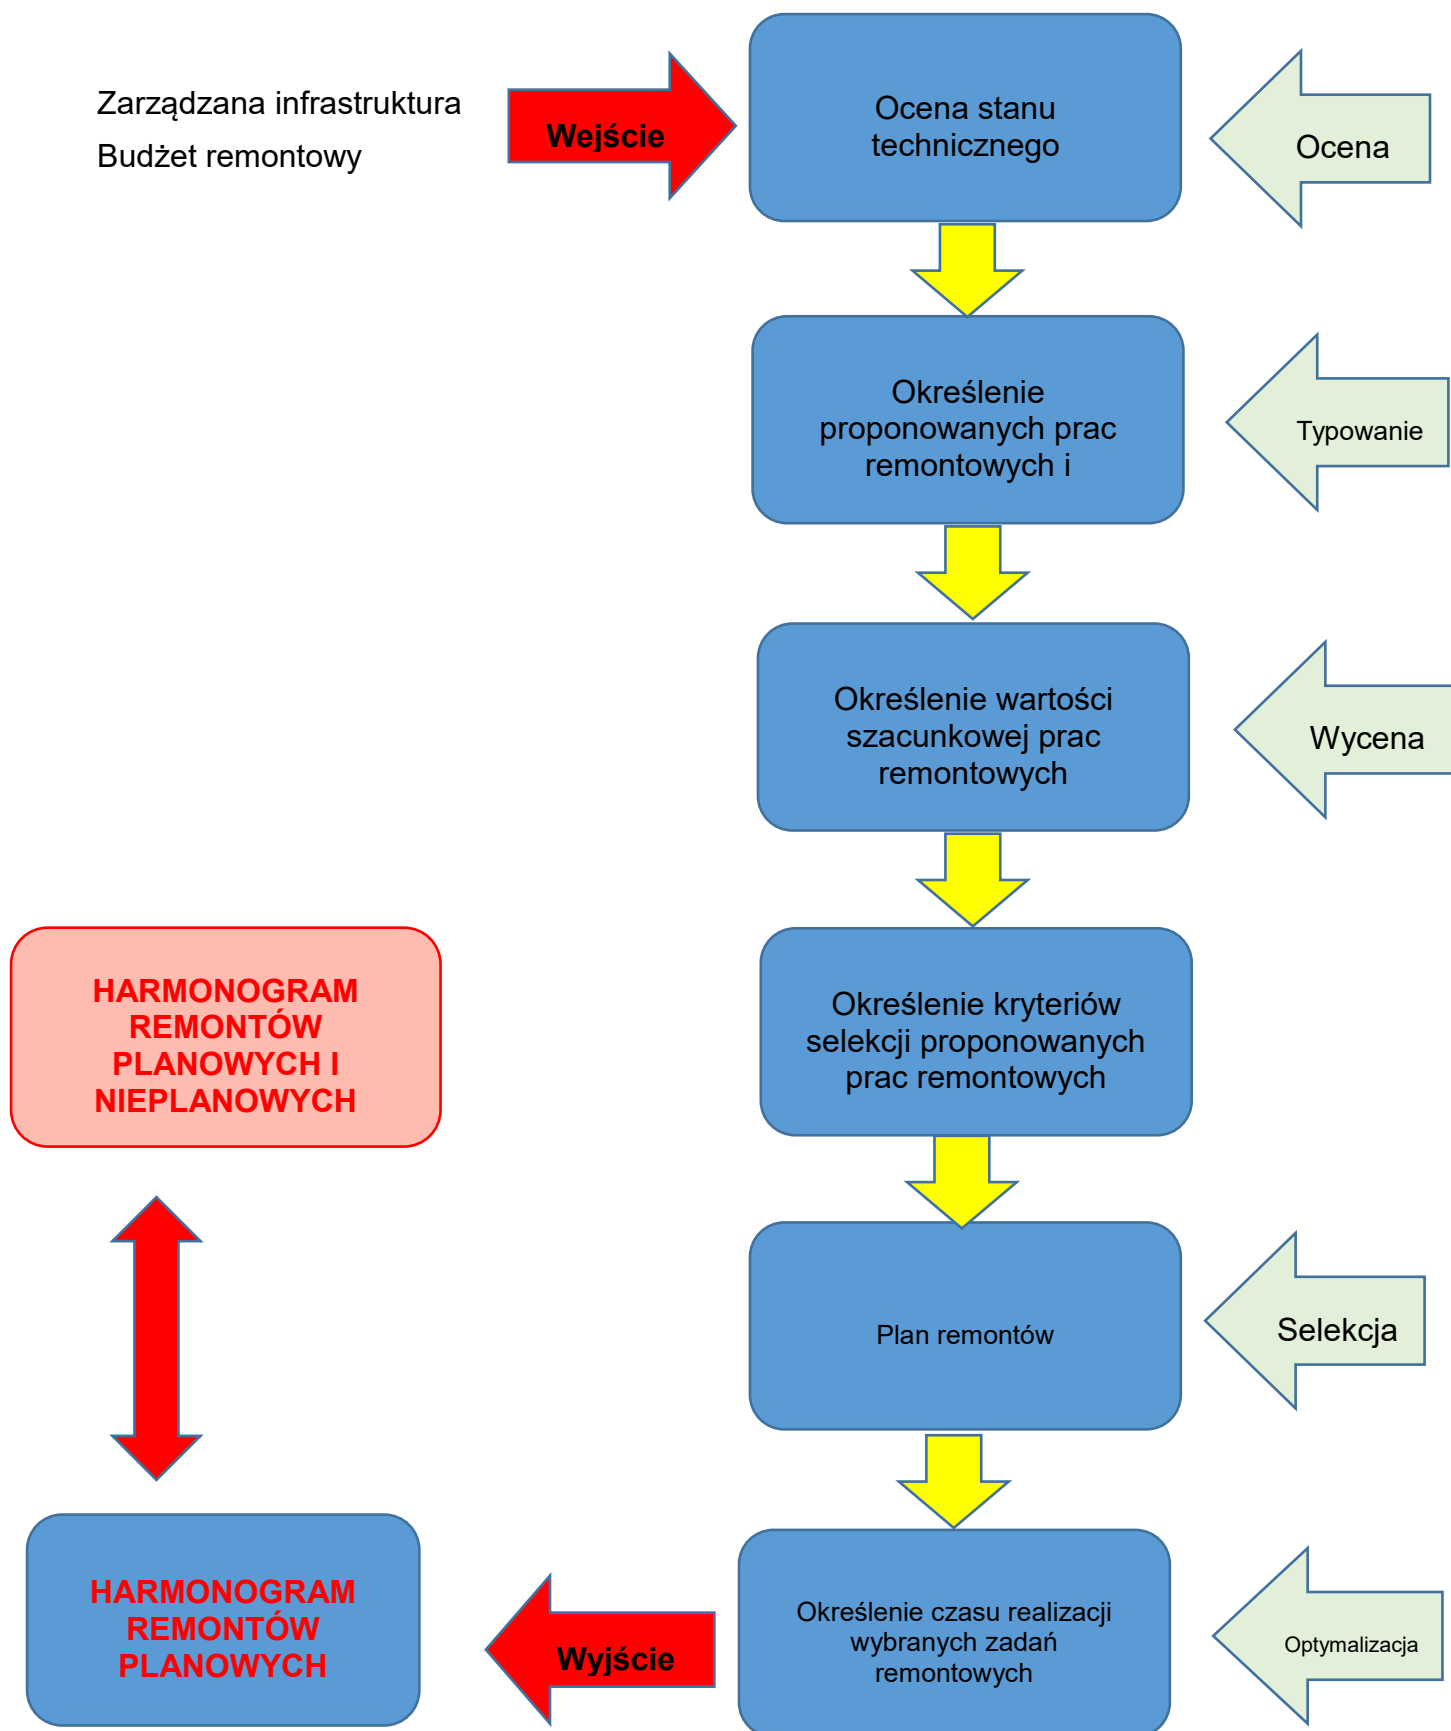 Zarządzana infrastruktura
Budżet remontowy
Wejście
Ocena stanu
technicznego
Ocena
Określenie
proponowanych prac
remontowych i
Typowanie
Określenie wartości
szacunkowej prac
remontowych
Wycena
Określenie kryteriów
selekcji proponowanych
prac remontowych
HARMONOGRAM
REMONTÓW
PLANOWYCH I
NIEPLANOWYCH
Plan remontów
Selekcja
Określenie czasu realizacji
wybranych zadań
remontowych
Optymalizacja
Wyjście
HARMONOGRAM
REMONTÓW
PLANOWYCH